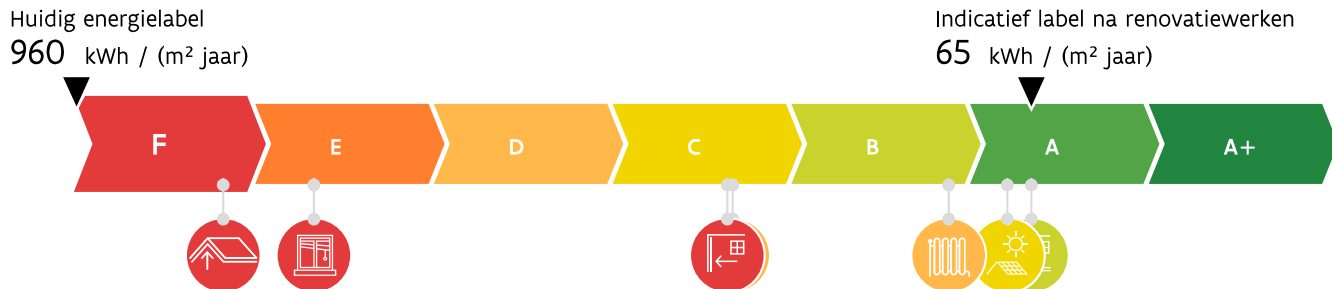 Huidig energielabel
960 kWh / (m² jaar)
Indicatief label na renovatiewerken
65 kWh / (m² jaar)
F E D C B A A+